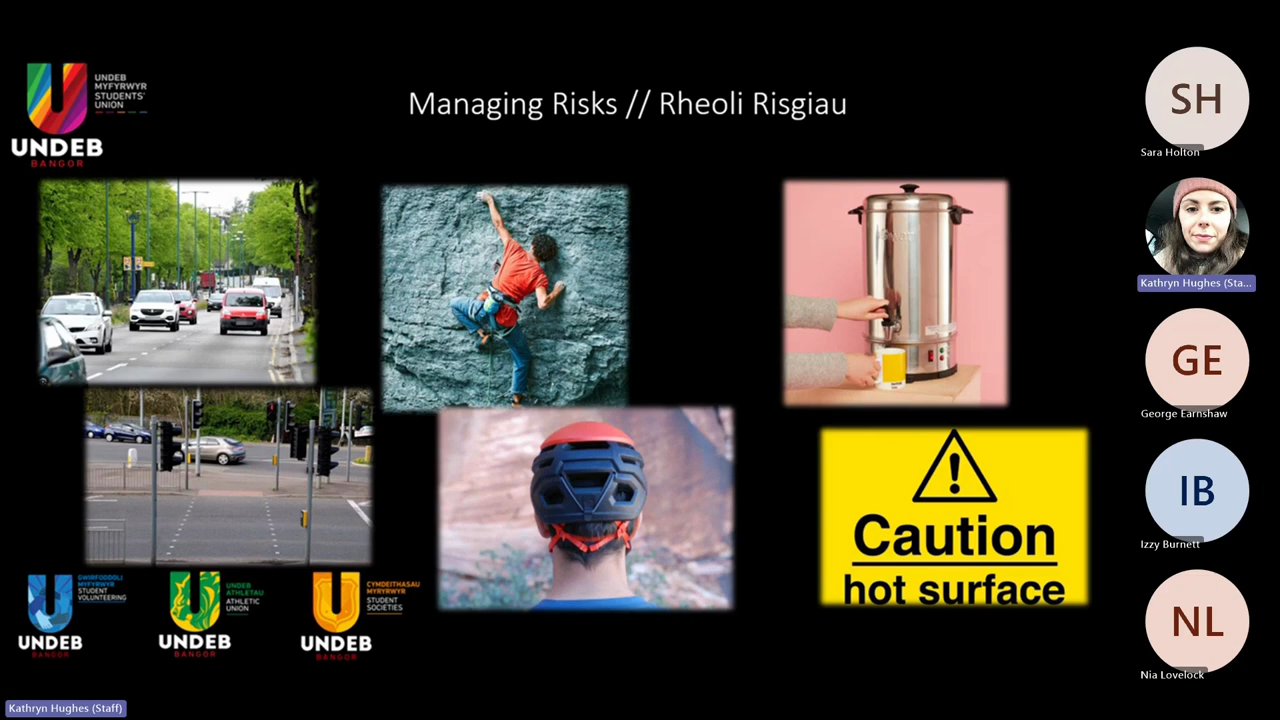 UNDEB
MYFYRWYR
STUDENTS'
UNION
UNDEB
BANGOR
Managing Risks // Rheoli Risgiau
Caution
hot surface
GWIRFODDOLI
MYFYRWYR
STUDENT
VOLUNTEERING
UNDEB
BANGOR
UNDEB
ATHLETAU
ATHLETIC
UNION
UNDEB
BANGOR
CYMDEITHASAU
MYRYRWYR
STUDENT
SOCIETIES
UNDEB
BANGOR
Kathryn Hughes (Staff)
SH
Sara Holton
Kathryn Hughes (Sta...
GE
George Earnshaw
IB
Izzy Burnett
NL
Nia Lovelock